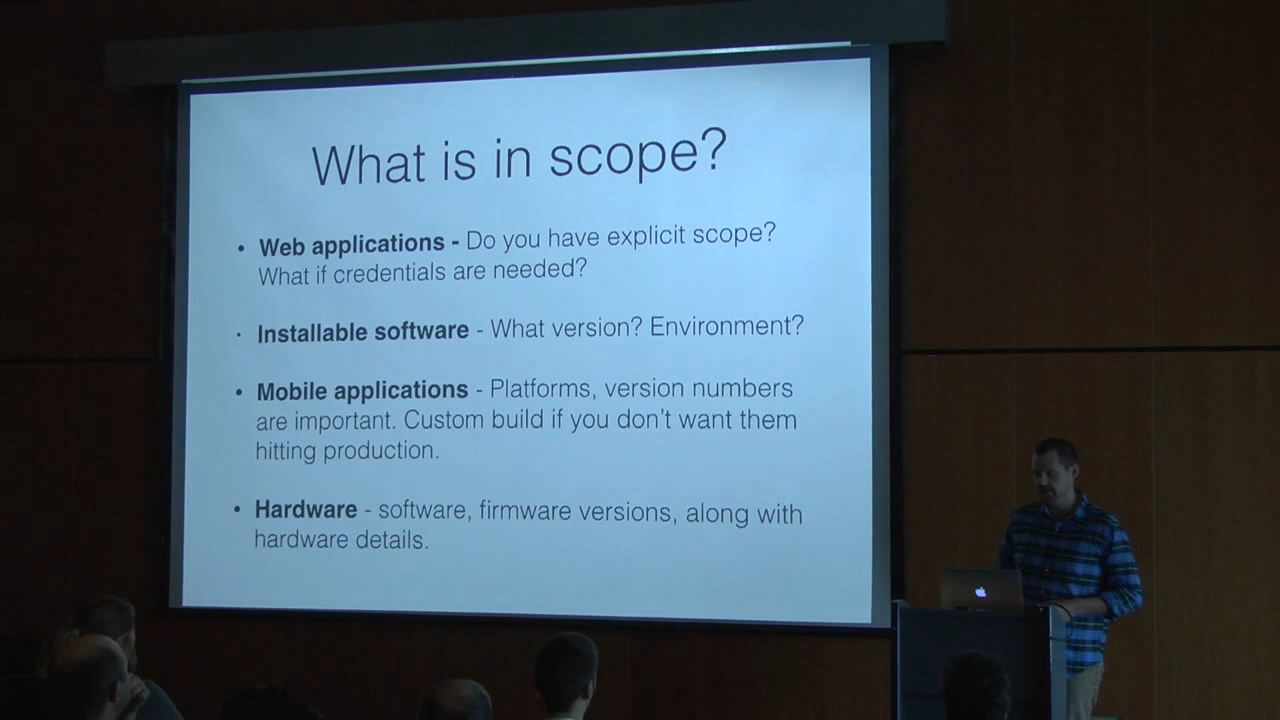 What is in scope?
• Web applications - Do you have explicit scope?
What if credentials are needed?
• Installable software - What version? Environment?
• Mobile applications - Platforms, version numbers
are important. Custom build if you don't want them
hitting production.
• Hardware - software, firmware versions, along with
hardware details.